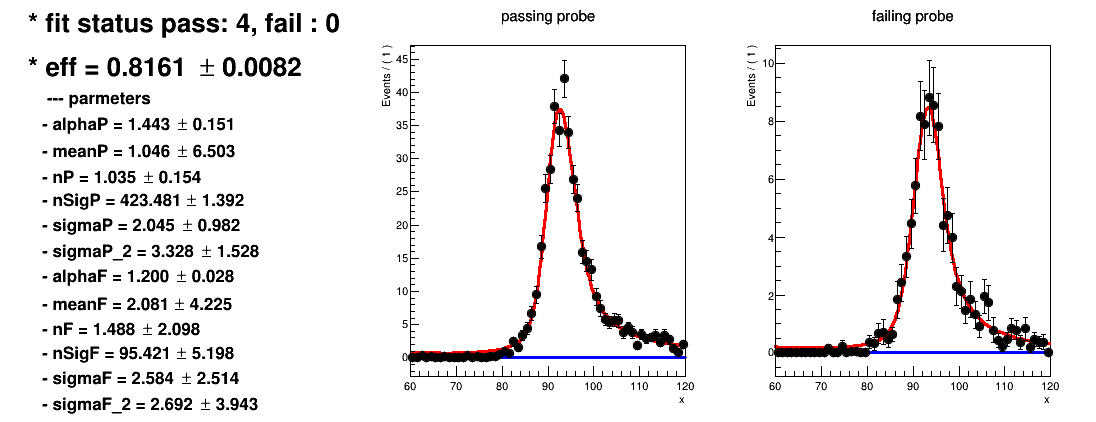 * fit status pass: 4, fail : 0
* eff = 0.8161 ± 0.0082
--- parmeters
- alphaP = 1.443 ± 0.151
- meanP = 1.046 ± 6.503
- nP = 1.035 ± 0.154
- nSigP = 423.481 ± 1.392
- sigmaP = 2.045 ± 0.982
- sigmaP_2 = 3.328 ± 1.528
- alphaF = 1.200 ± 0.028
- meanF = 2.081 ± 4.225
- nF = 1.488 ± 2.098
- nSigF = 95.421 ± 5.198
- sigmaF = 2.584 ± 2.514
- sigmaF_2 = 2.692 ± 3.943
passing probe
Events / ( 1 )
45
40
35
30
25
20
15
10
5
0
60 70 80 90 100 110 120
x
failing probe
Events / ( 1 )
10
8
6
4
2
0
60 70 80 90 100 110 120
x